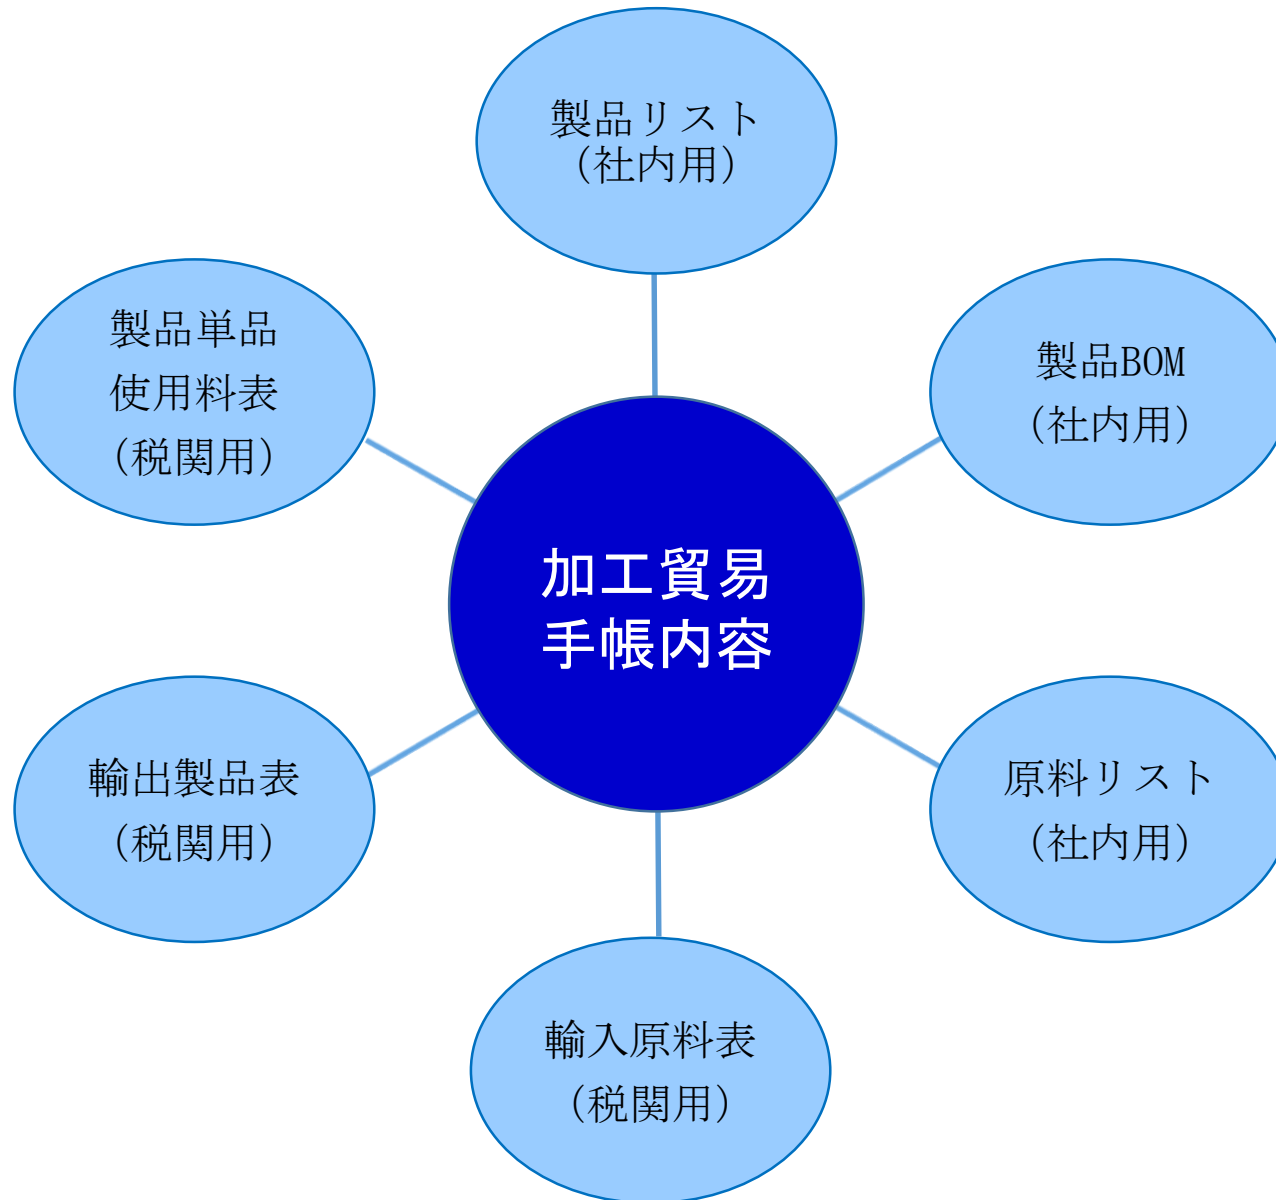 製品リスト
（社内用）
製品単品
使用料表
（税関用）
製品BOM
（社内用）
加工貿易
手帳内容
輸出製品表
（税関用）
原料リスト
（社内用）
輸入原料表
（税関用）